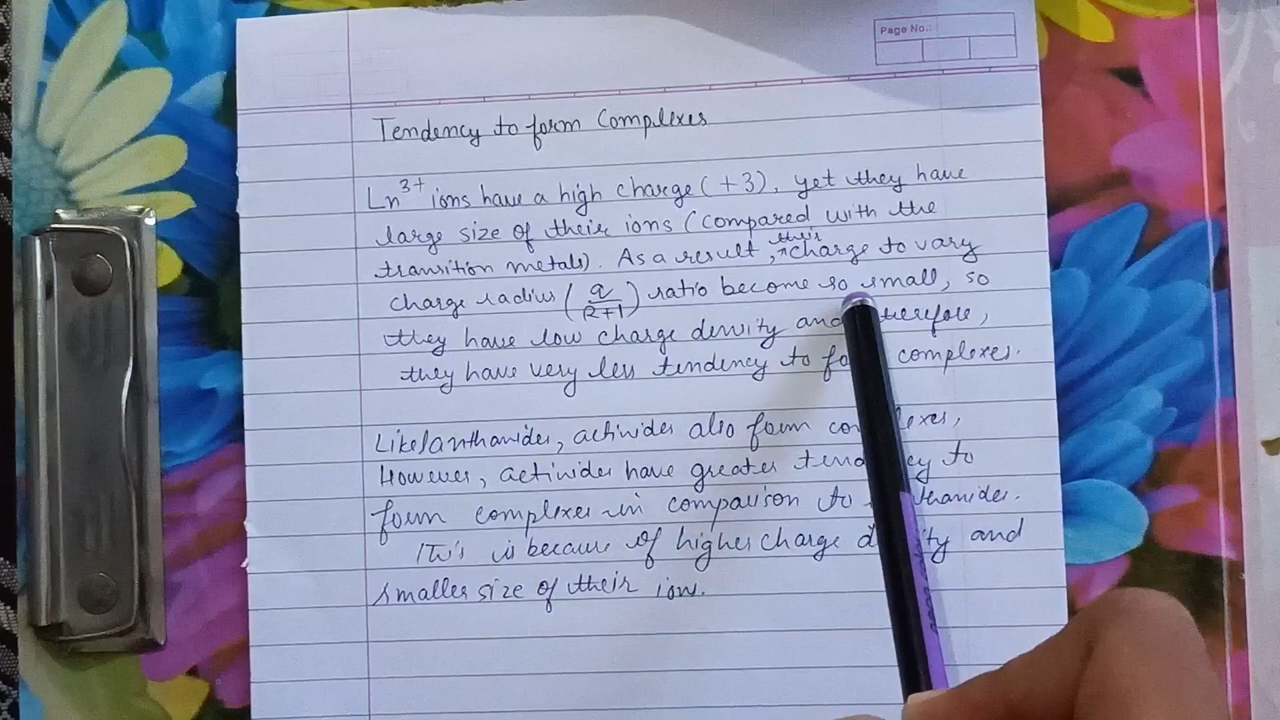 Page No.:
Tendency to form Complexes
Ln3+ ions have a high charge (+3), yet they have
large size of their ions (compared with the
transition metals). As a result, their charge to vary
charge radius (q/R+1) ratio become so small, so
they have low charge density and therefore,
they have very less tendency to form complexes.
Like lanthanides, actinides also form complexes,
However, actinides have greater tendency to
form complexes in comparison to lanthanides.
This is because of higher charge density and
smaller size of their ions.